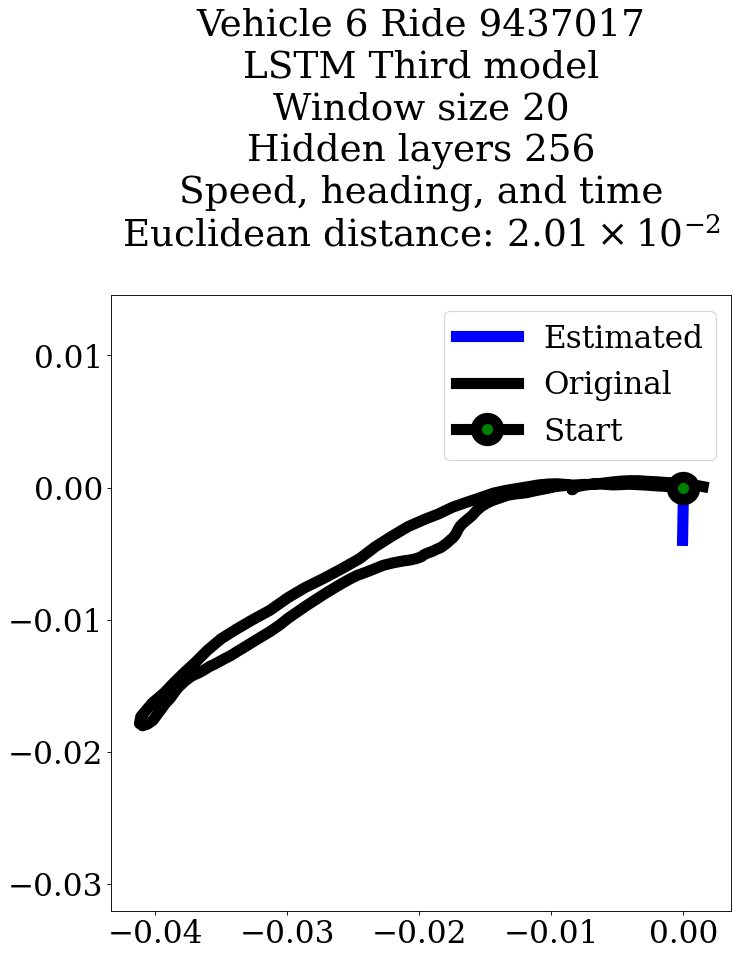 Vehicle 6 Ride 9437017
LSTM Third model
Window size 20
Hidden layers 256
Speed, heading, and time
Euclidean distance: 2.01 × 10⁻²
Estimated
Original
Start
0.01
0.00
−0.01
−0.02
−0.03
−0.04 −0.03 −0.02 −0.01 0.00